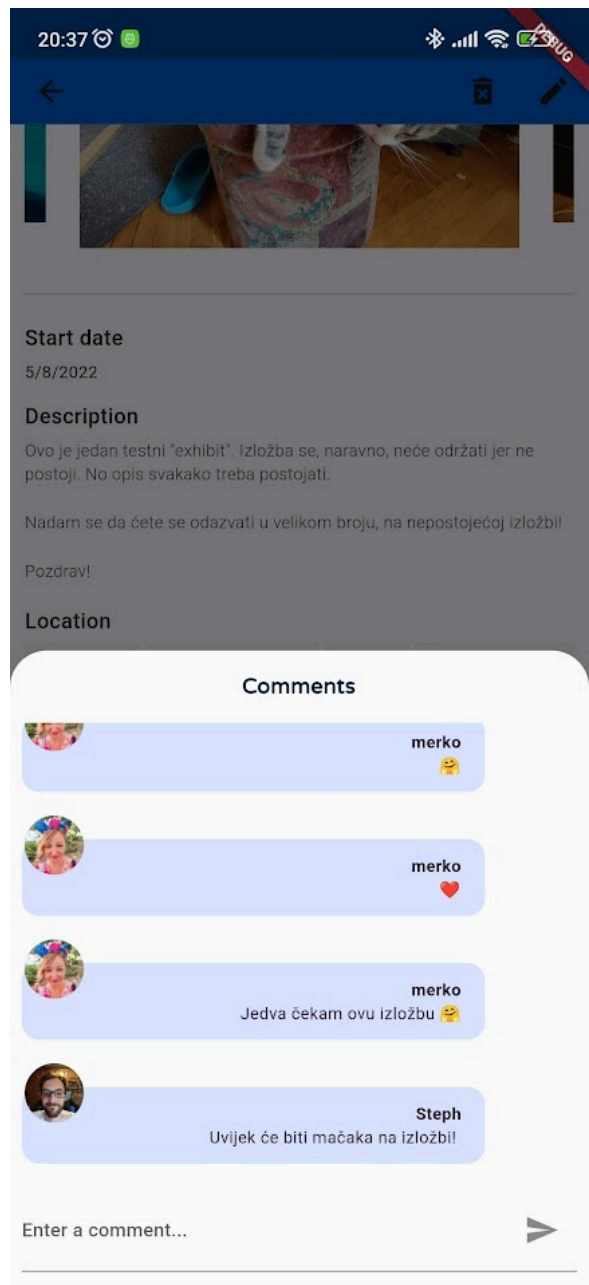 20:37
DEBUG
Start date
5/8/2022
Description
Ovo je jedan testni "exhibit". Izložba se, naravno, neće održati jer ne
postoji. No opis svakako treba postojati.
Nadam se da ćete se odazvati u velikom broju, na nepostojećoj izložbi!
Pozdrav!
Location
Comments
merko
🤗
merko
❤️
merko
Jedva čekam ovu izložbu 🤗
Steph
Uvijek će biti mačaka na izložbi!
Enter a comment...